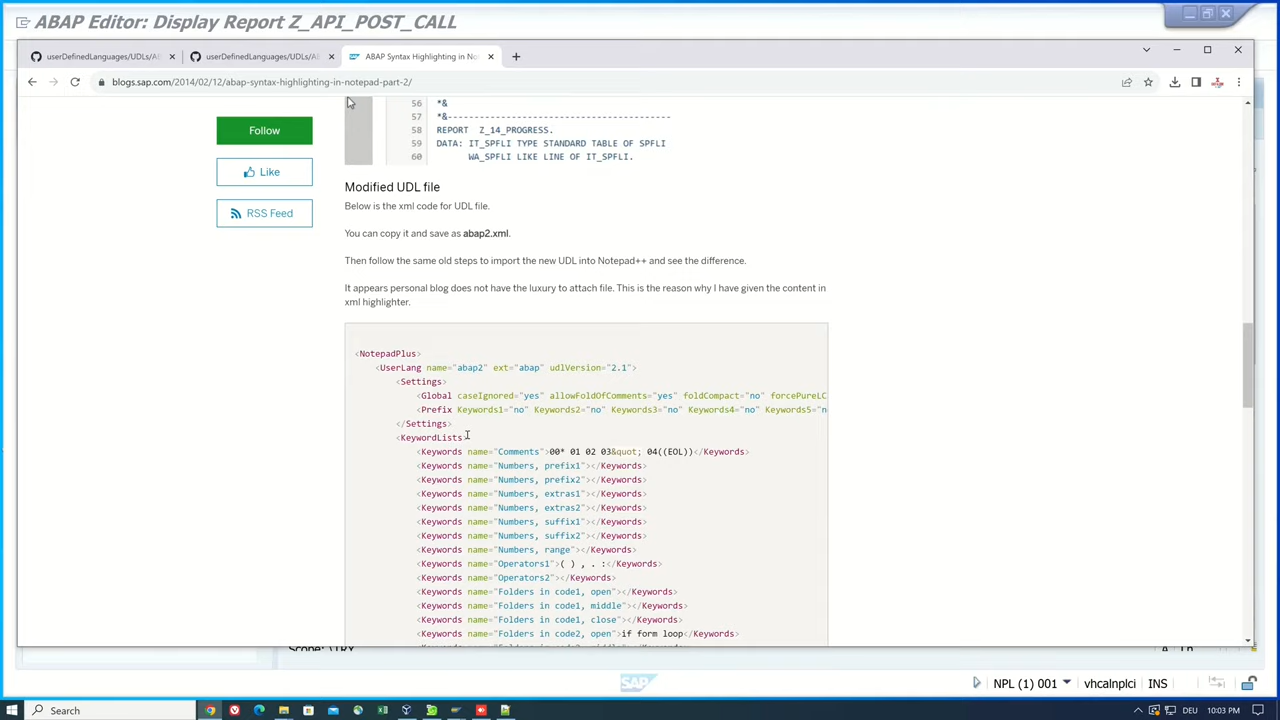 ABAP Editor: Display Report Z_API_POST_CALL
userDefinedLanguages/UDLs/AB
userDefinedLanguages/UDLs/AB
ABAP Syntax Highlighting in Not
blogs.sap.com/2014/02/12/abap-syntax-highlighting-in-notepad-part-2/
Follow
Like
RSS Feed
56 *&
57 *&-----------------------------------------
58 REPORT Z_14_PROGRESS.
59 DATA: IT_SPFLI TYPE STANDARD TABLE OF SPFLI
60 WA_SPFLI LIKE LINE OF IT_SPFLI.
Modified UDL file
Below is the xml code for UDL file.
You can copy it and save as abap2.xml.
Then follow the same old steps to import the new UDL into Notepad++ and see the difference.
It appears personal blog does not have the luxury to attach file. This is the reason why I have given the content in
xml highlighter.
<NotepadPlus>
<UserLang name="abap2" ext="abap" udlVersion="2.1">
<Settings>
<Global caseIgnored="yes" allowFoldOfComments="yes" foldCompact="no" forcePureLC
<Prefix Keywords1="no" Keywords2="no" Keywords3="no" Keywords4="no" Keywords5="n
</Settings>
<KeywordLists>
<Keywords name="Comments">00* 01 02 03&quot; 04((EOL))</Keywords>
<Keywords name="Numbers, prefix1"></Keywords>
<Keywords name="Numbers, prefix2"></Keywords>
<Keywords name="Numbers, extras1"></Keywords>
<Keywords name="Numbers, extras2"></Keywords>
<Keywords name="Numbers, suffix1"></Keywords>
<Keywords name="Numbers, suffix2"></Keywords>
<Keywords name="Numbers, range"></Keywords>
<Keywords name="Operators1">( ) , . :</Keywords>
<Keywords name="Operators2"></Keywords>
<Keywords name="Folders in code1, open"></Keywords>
<Keywords name="Folders in code1, middle"></Keywords>
<Keywords name="Folders in code1, close"></Keywords>
<Keywords name="Folders in code2, open">if form loop</Keywords>
SAP
NPL (1) 001
vhcalnplci
INS
Search
DEU
10:03 PM